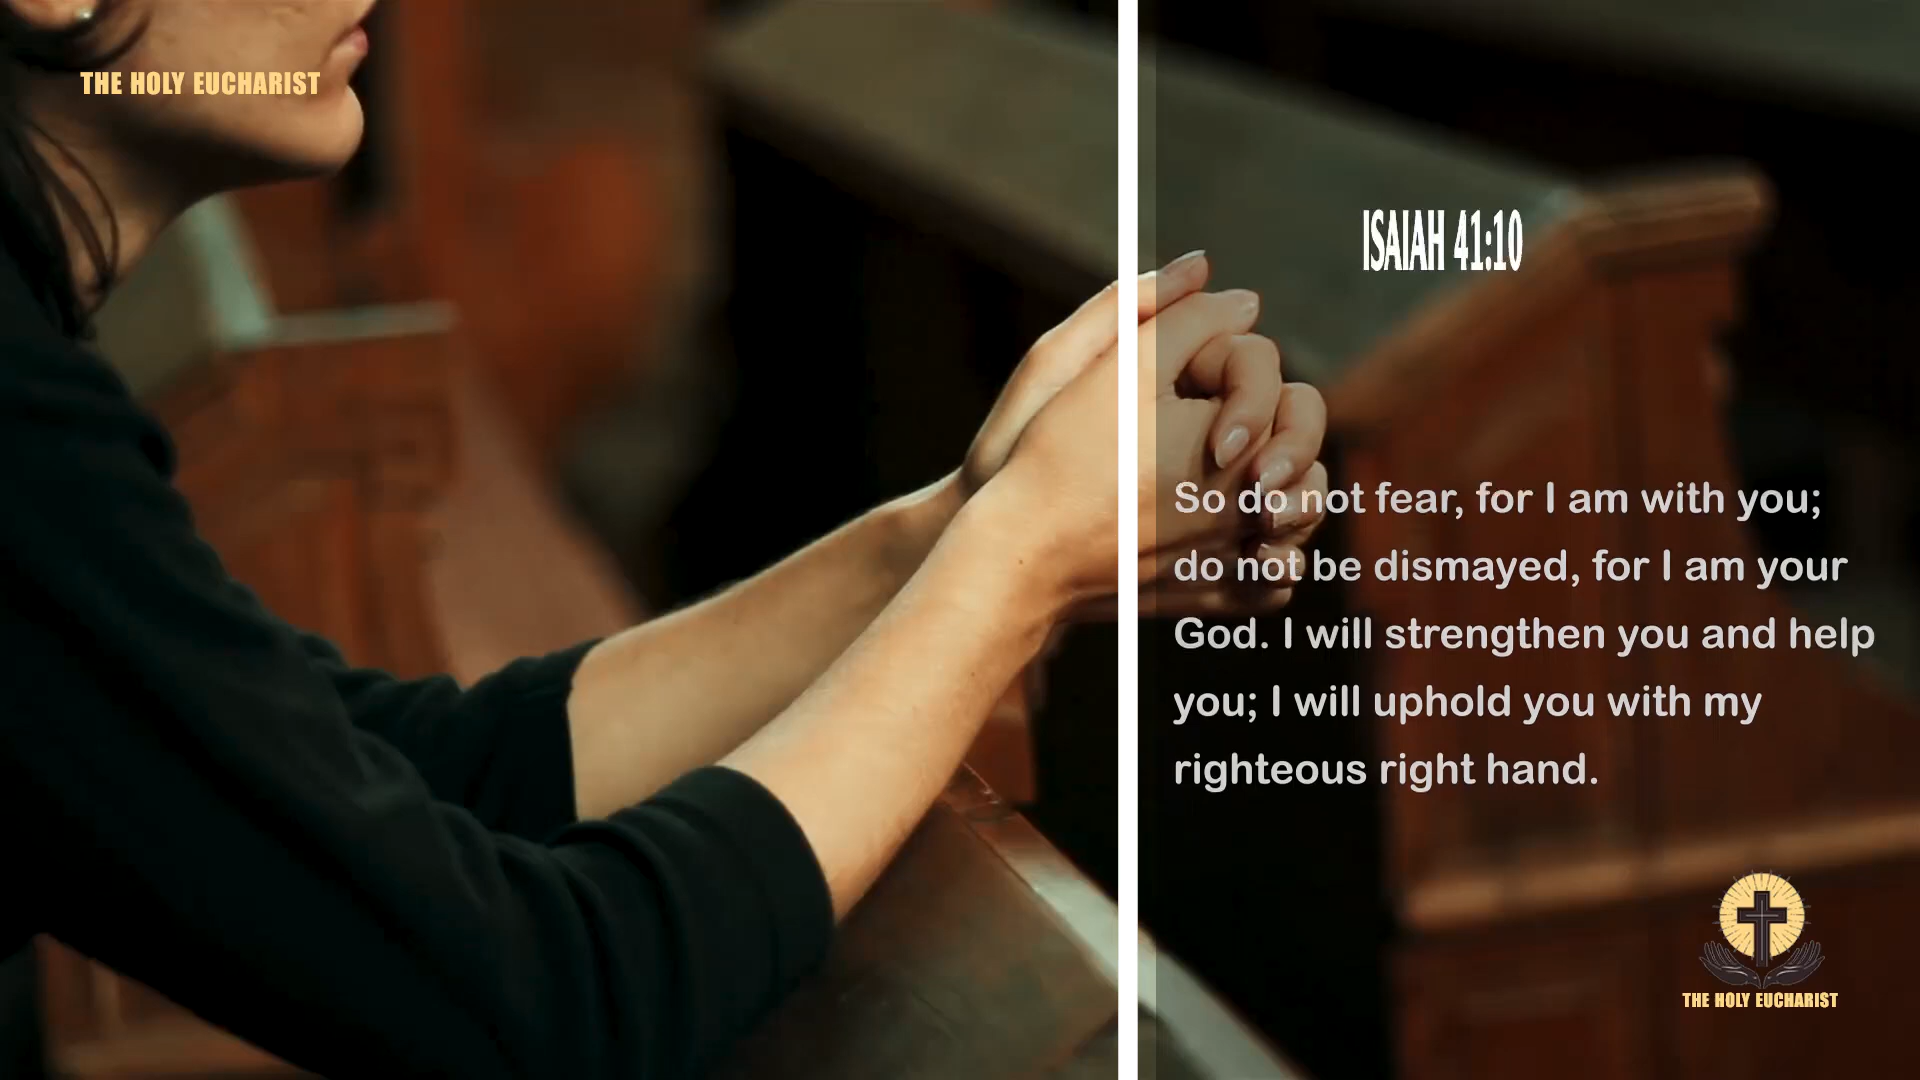 THE HOLY EUCHARIST
ISAIAH 41:10
So do not fear, for I am with you;
do not be dismayed, for I am your
God. I will strengthen you and help
you; I will uphold you with my
righteous right hand.
THE HOLY EUCHARIST